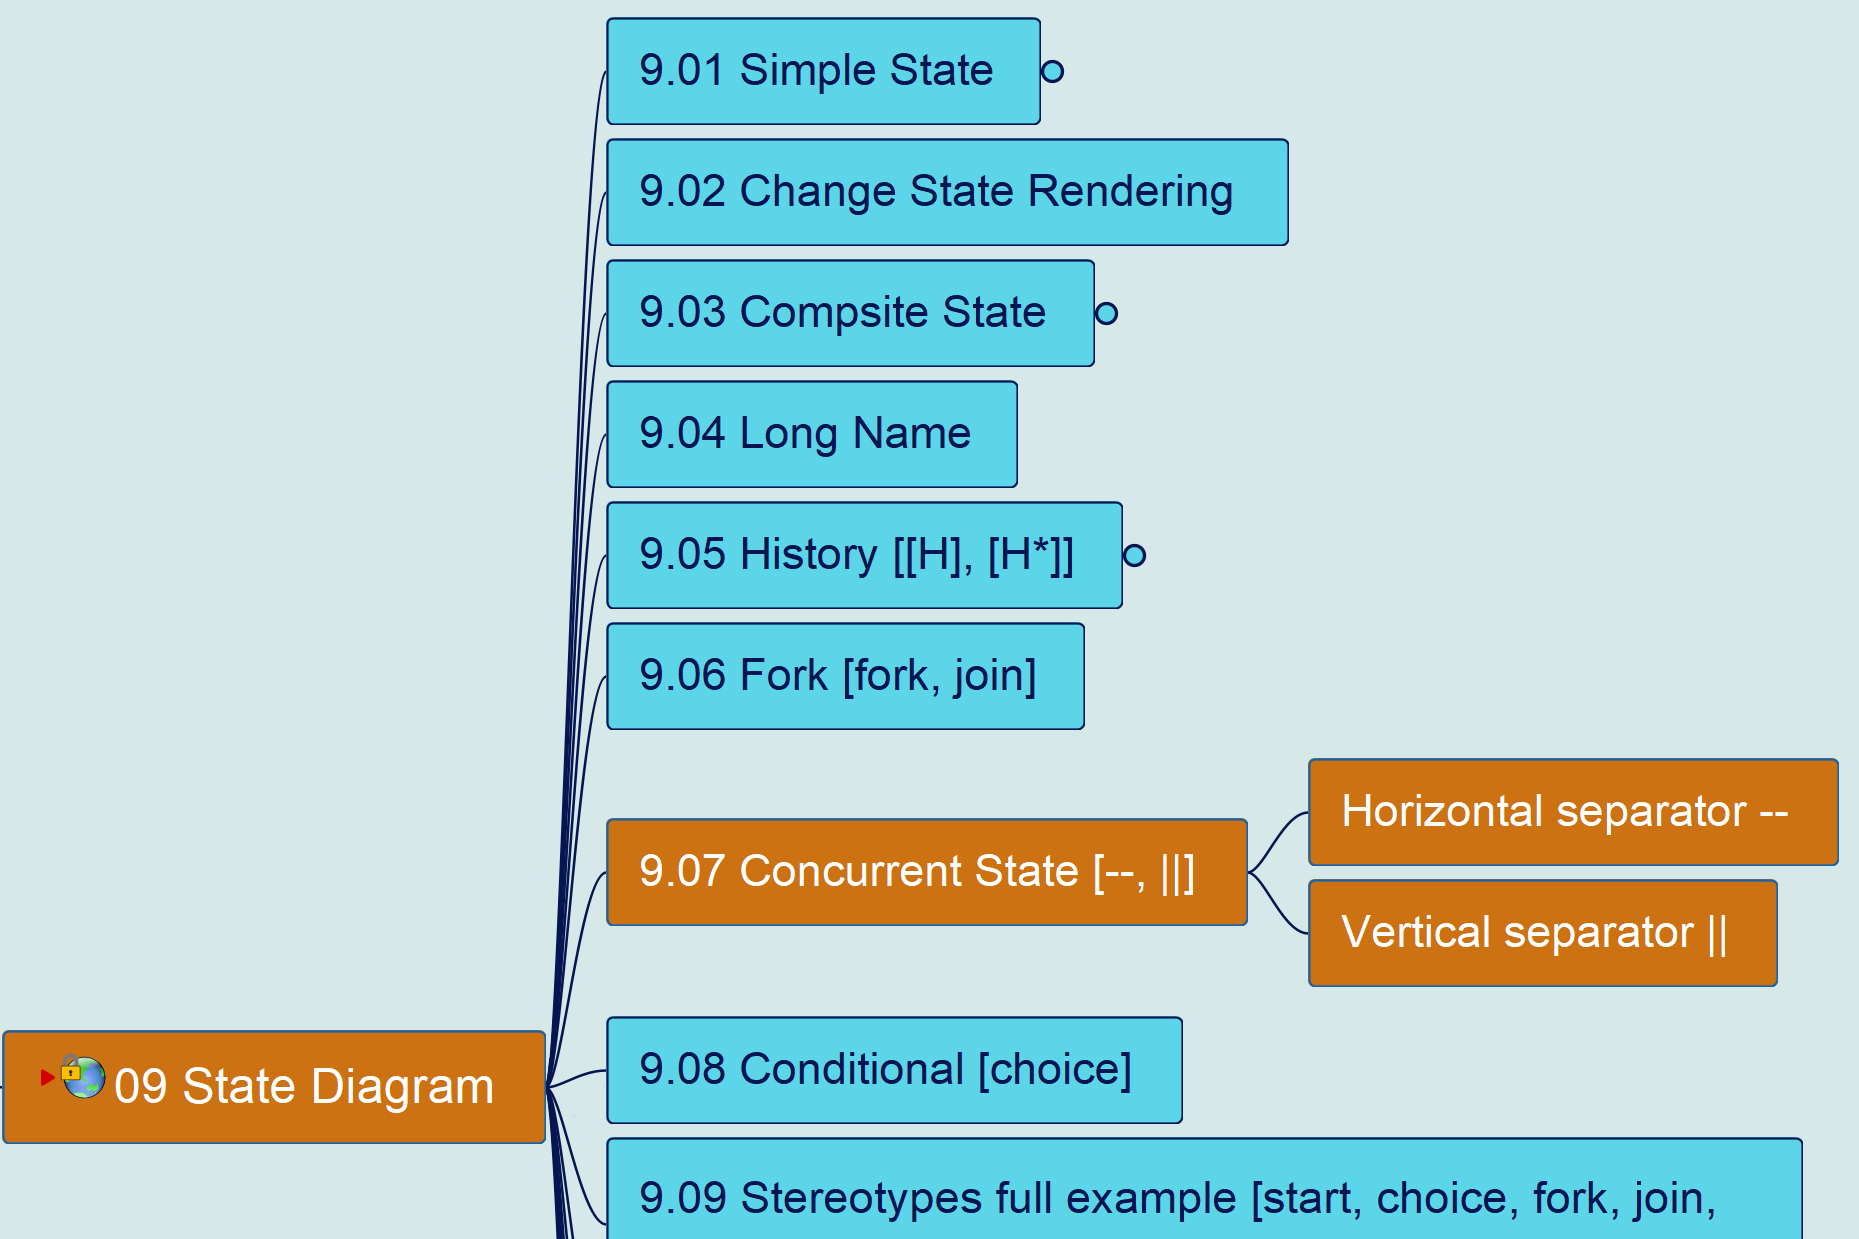 9.01 Simple State
9.02 Change State Rendering
9.03 Compsite State
9.04 Long Name
9.05 History [[H], [H*]]
9.06 Fork [fork, join]
9.07 Concurrent State [--, ||]
Horizontal separator --
Vertical separator ||
09 State Diagram
9.08 Conditional [choice]
9.09 Stereotypes full example [start, choice, fork, join,